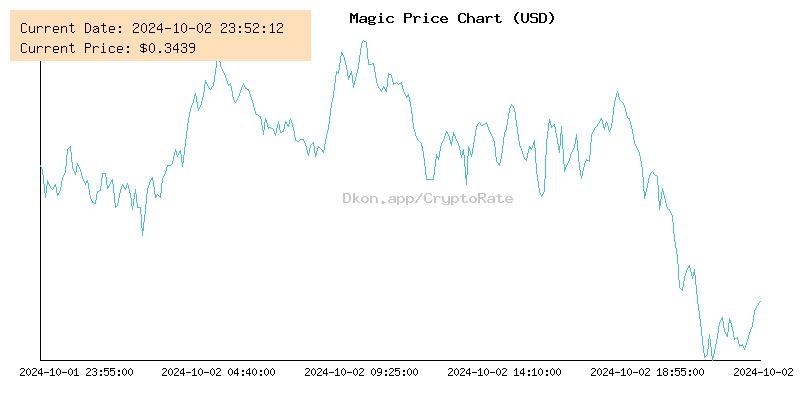 Magic Price Chart (USD)
Current Date: 2024-10-02 23:52:12
Current Price: $0.3439
Dkon.app/CryptoRate
2024-10-01 23:55:00 2024-10-02 04:40:00 2024-10-02 09:25:00 2024-10-02 14:10:00 2024-10-02 18:55:00 2024-10-02